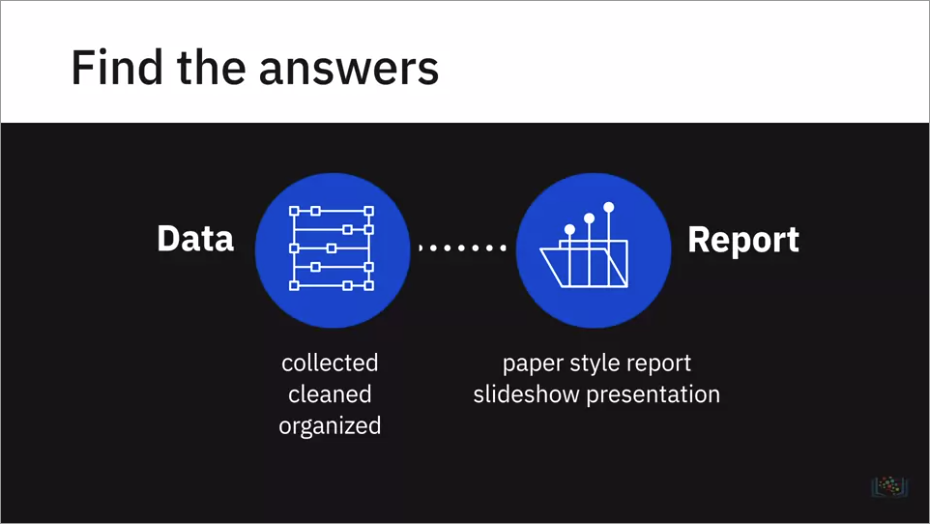 Find the answers
Data
Report
collected
cleaned
organized
paper style report
slideshow presentation